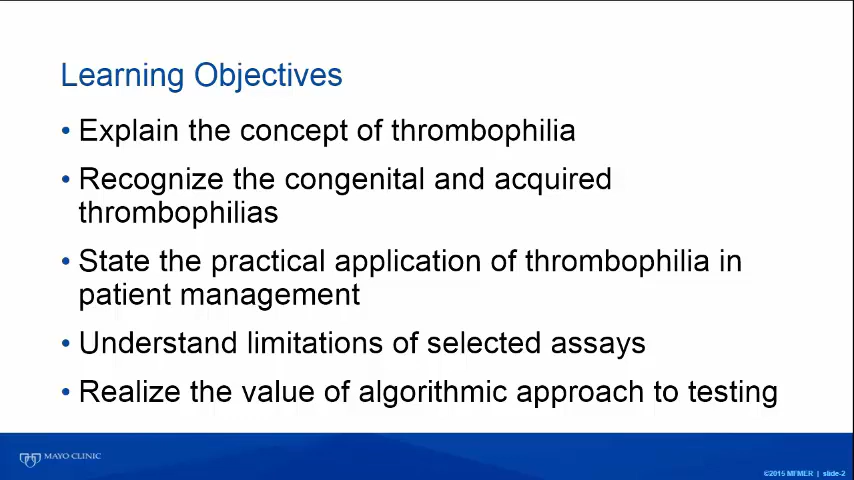 Learning Objectives
• Explain the concept of thrombophilia
• Recognize the congenital and acquired
thrombophilias
• State the practical application of thrombophilia in
patient management
• Understand limitations of selected assays
• Realize the value of algorithmic approach to testing
MAYO CLINIC
©2015 MFMER | slide-2